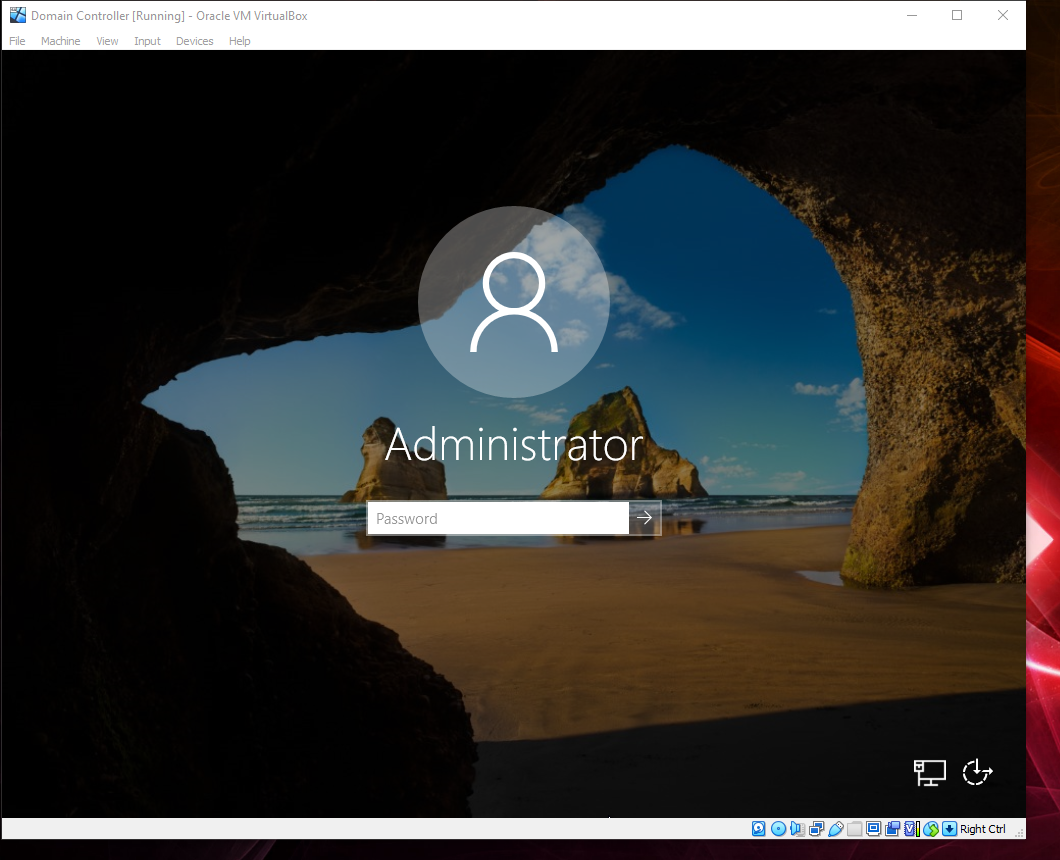 Domain Controller [Running] - Oracle VM VirtualBox
File Machine View Input Devices Help
Administrator
Password
Right Ctrl